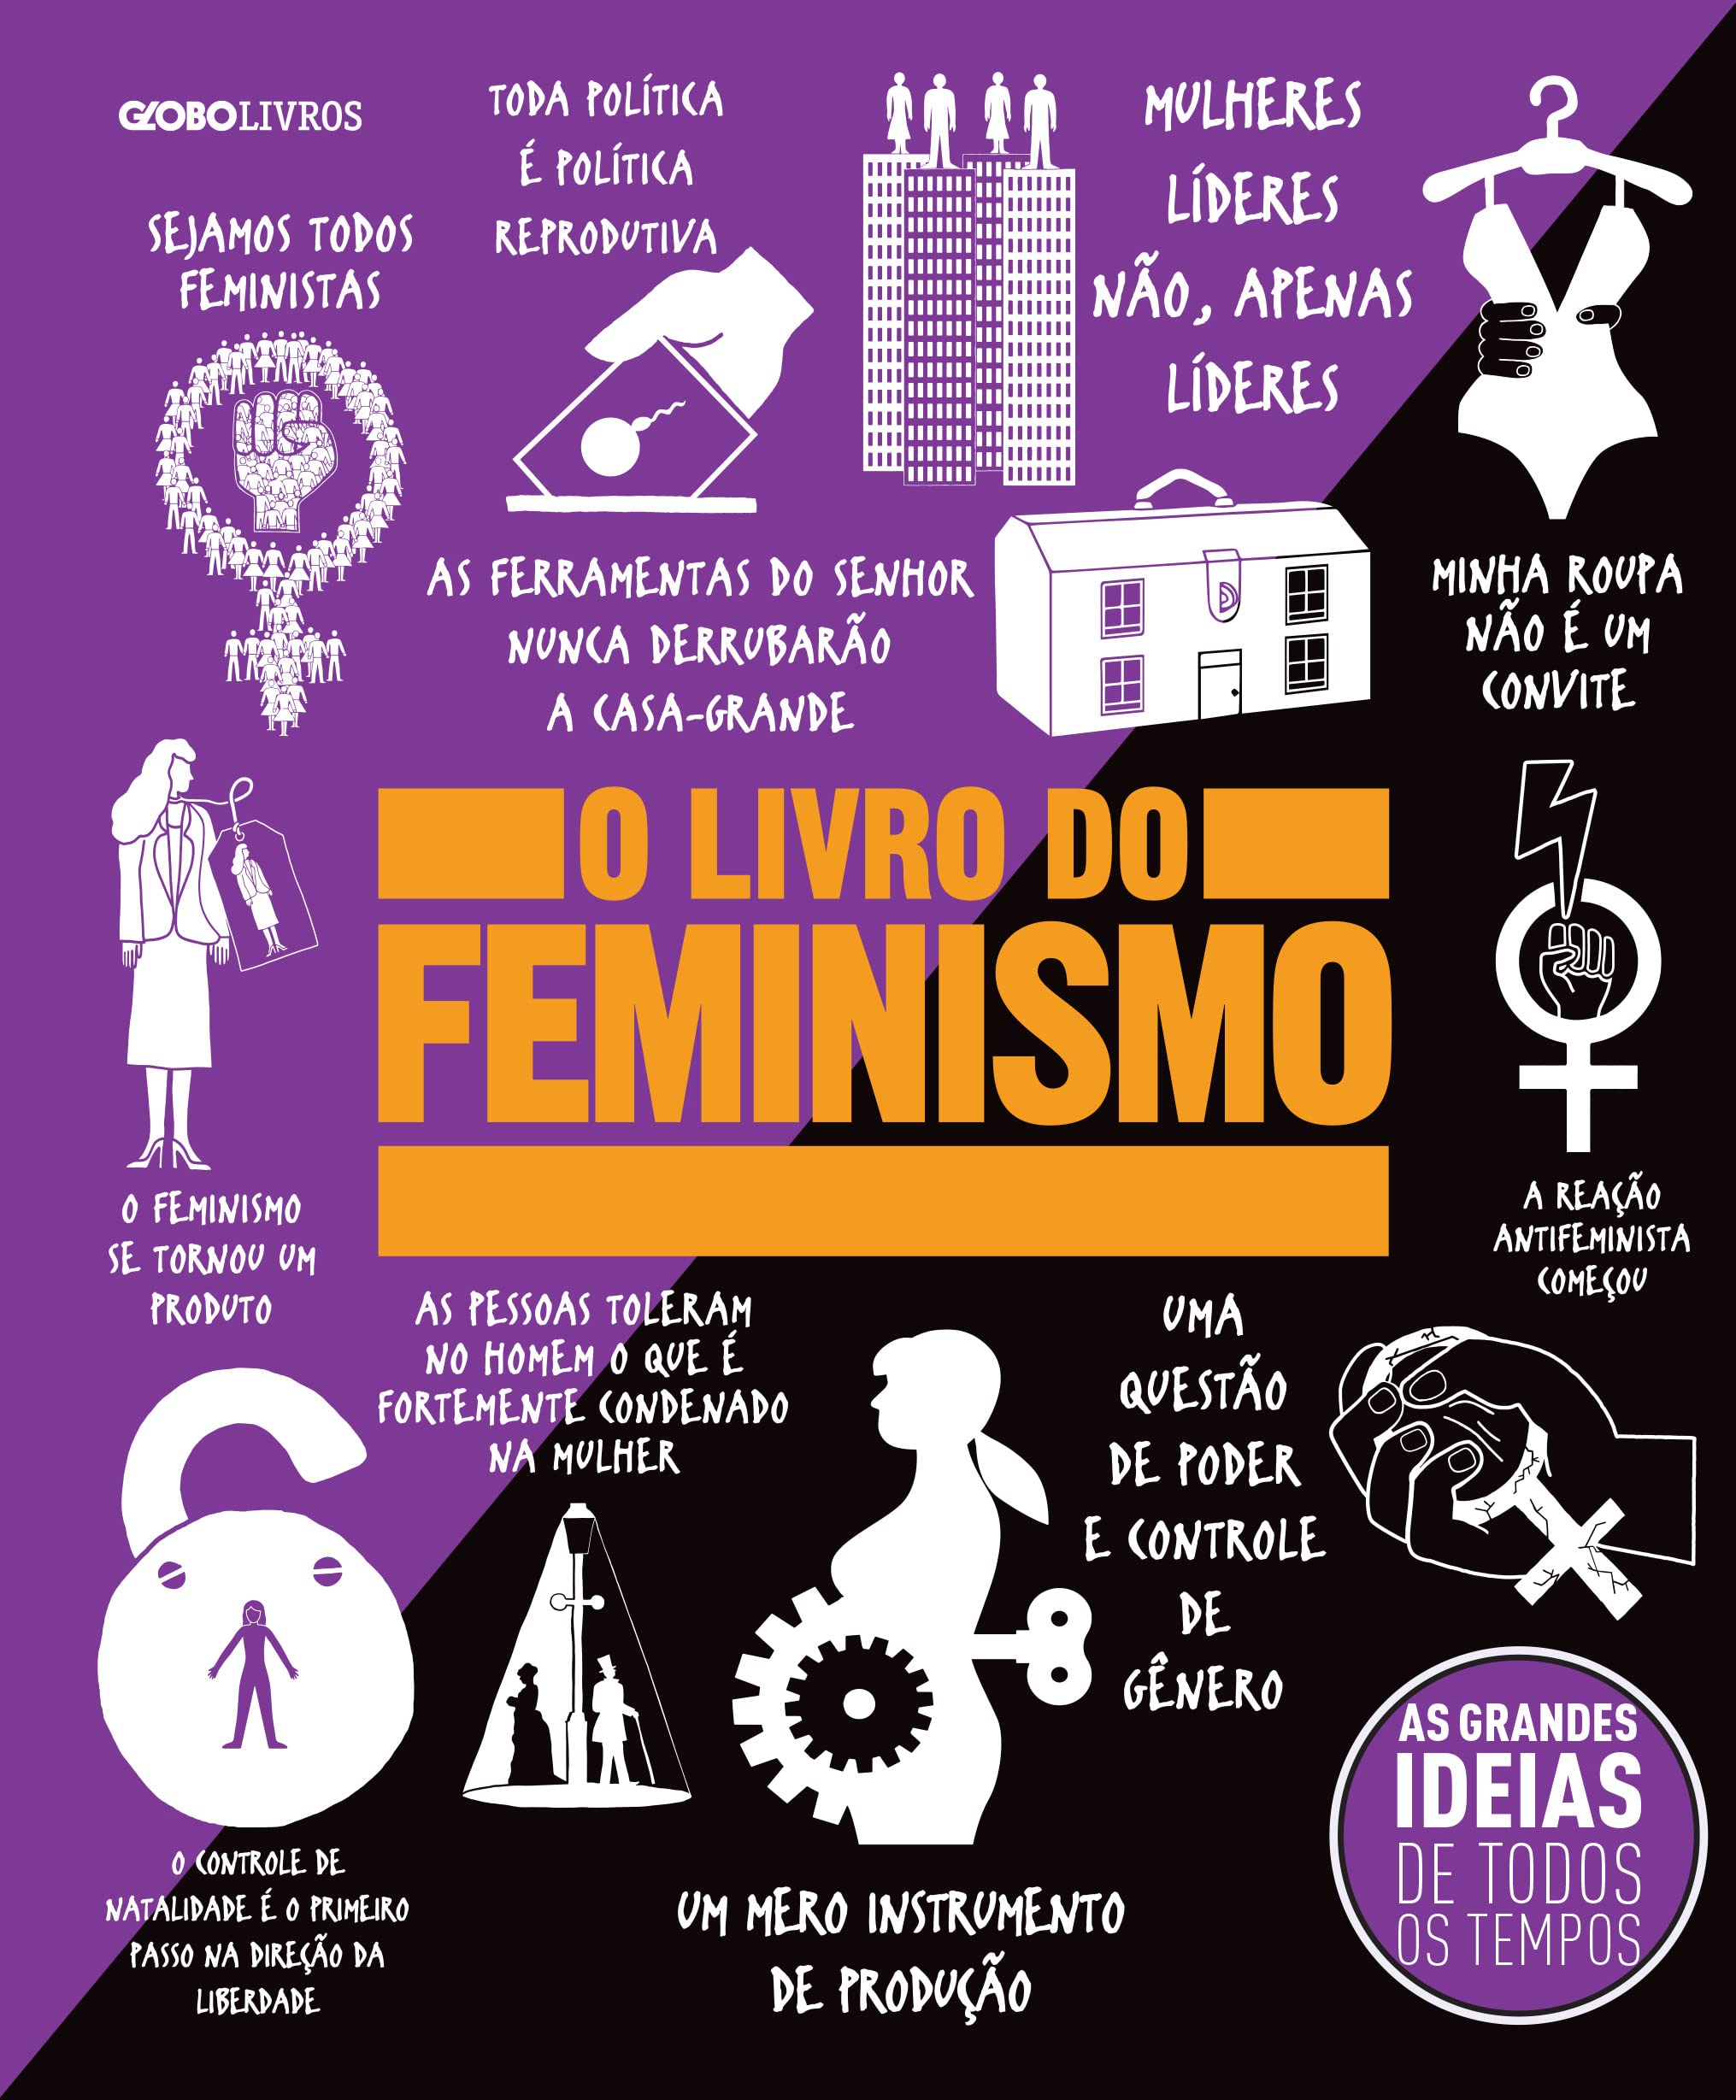 GLOBOLIVROS
SEJAMOS TODOS
FEMINISTAS
TODA POLÍTICA
É POLÍTICA
REPRODUTIVA
MULHERES
LÍDERES
NÃO, APENAS
LÍDERES
AS FERRAMENTAS DO SENHOR
NUNCA DERRUBARÃO
A CASA-GRANDE
MINHA ROUPA
NÃO É UM
CONVITE
O LIVRO DO
FEMINISMO
O FEMINISMO
SE TORNOU UM
PRODUTO
A REAÇÃO
ANTIFEMINISTA
COMEÇOU
AS PESSOAS TOLERAM
NO HOMEM O QUE É
FORTEMENTE CONDENADO
NA MULHER
UMA
QUESTÃO
DE PODER
E CONTROLE
DE
GÊNERO
O CONTROLE DE
NATALIDADE É O PRIMEIRO
PASSO NA DIREÇÃO DA
LIBERDADE
UM MERO INSTRUMENTO
DE PRODUÇÃO
AS GRANDES
IDEIAS
DE TODOS
OS TEMPOS